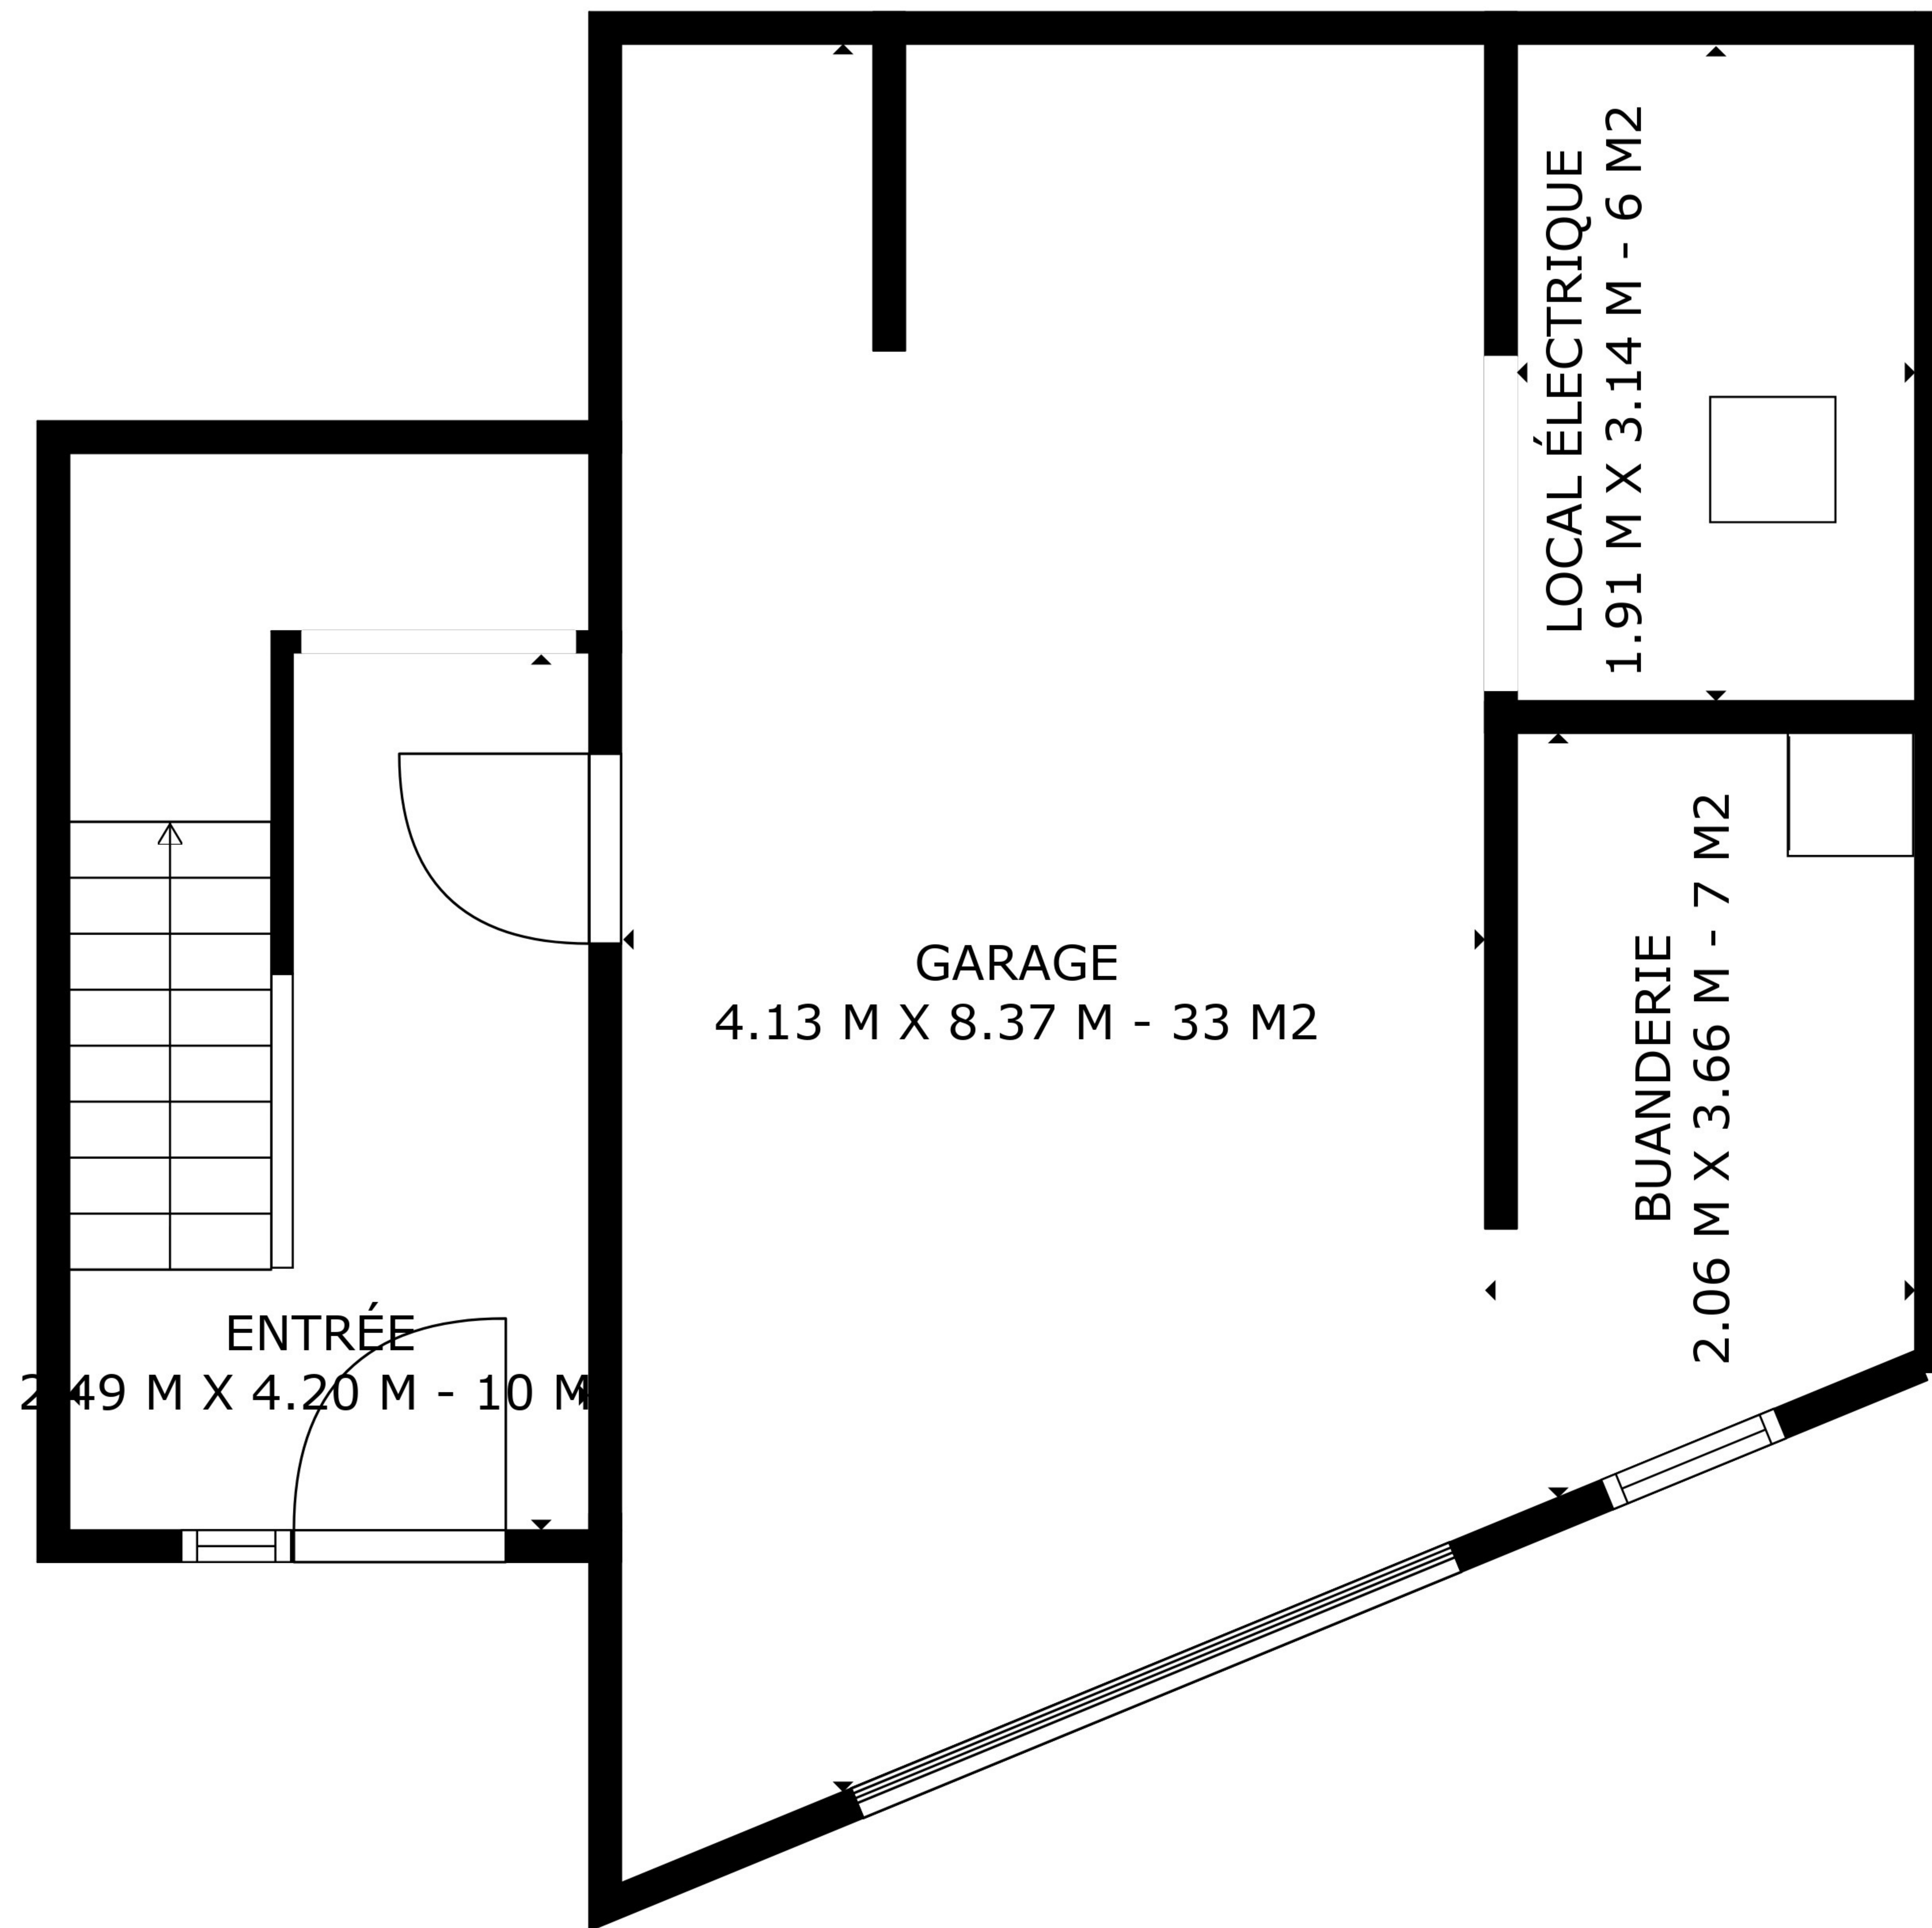 LOCAL ÉLECTRIQUE
1.91 M X 3.14 M - 6 M2
GARAGE
4.13 M X 8.37 M - 33 M2
BUANDERIE
2.06 M X 3.66 M - 7 M2
ENTRÉE
2.49 M X 4.20 M - 10 M